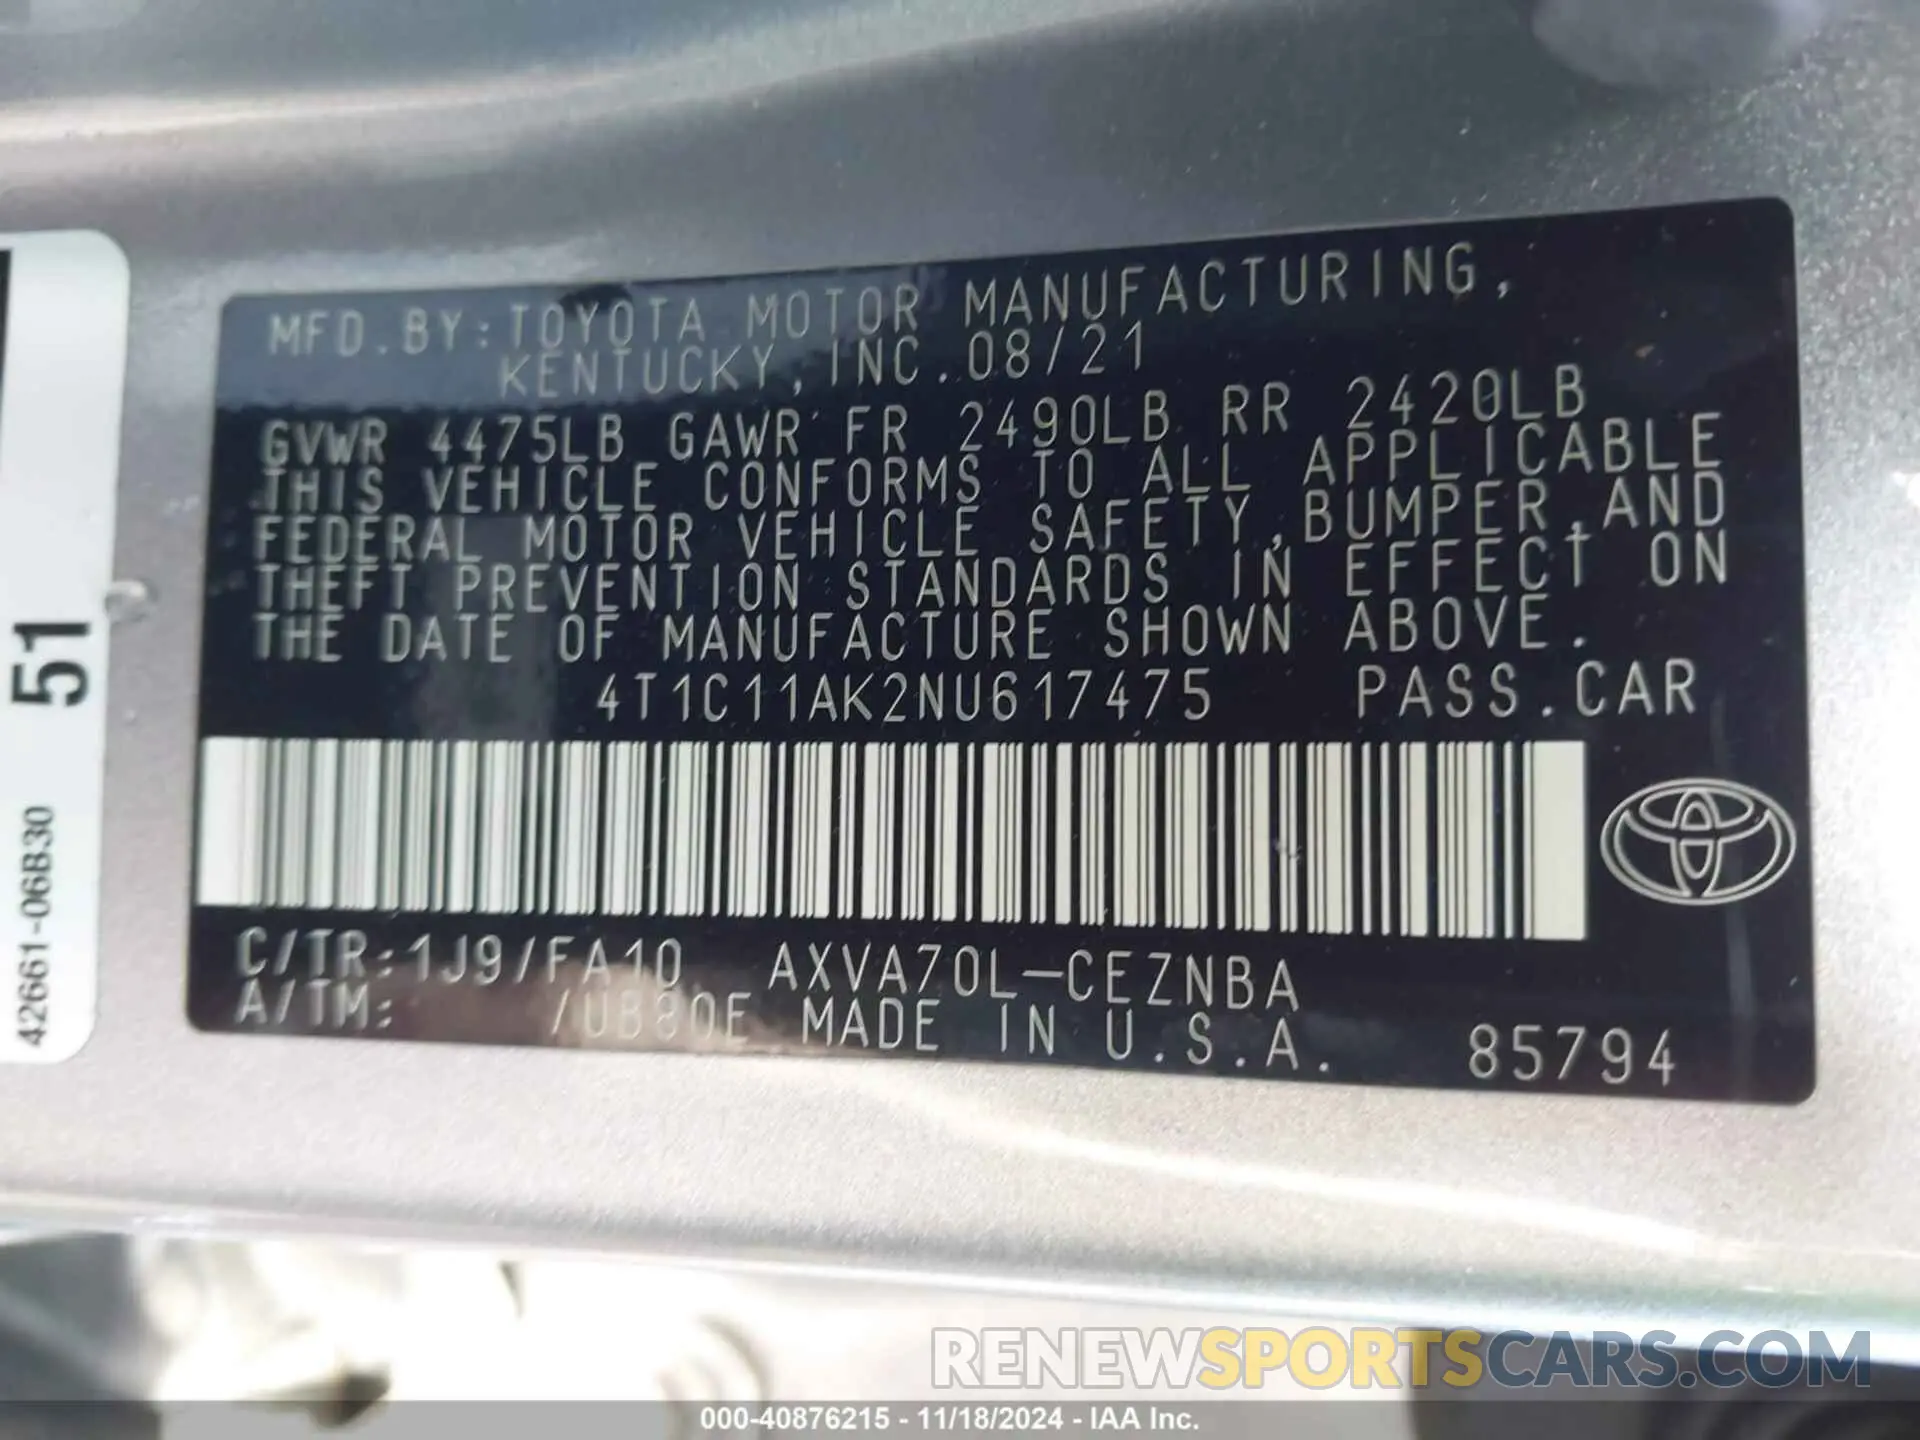 MFD.BY:TOYOTA MOTOR MANUFACTURING,
KENTUCKY,INC.08/21
GVWR 4475LB GAWR FR 2490LB RR 2420LB
THIS VEHICLE CONFORMS TO ALL APPLICABLE
FEDERAL MOTOR VEHICLE SAFETY,BUMPER,AND
THEFT PREVENTION STANDARDS IN EFFECT ON
THE DATE OF MANUFACTURE SHOWN ABOVE.
4T1C11AK2NU617475 PASS.CAR
C/TR:1J9/FA10 AXVA70L-CEZNBA
A/TM: /UB80E MADE IN U.S.A. 85794
51
42661-06B30
RENEWSPORTSCARS.COM
000-40876215 - 11/18/2024 - IAA Inc.